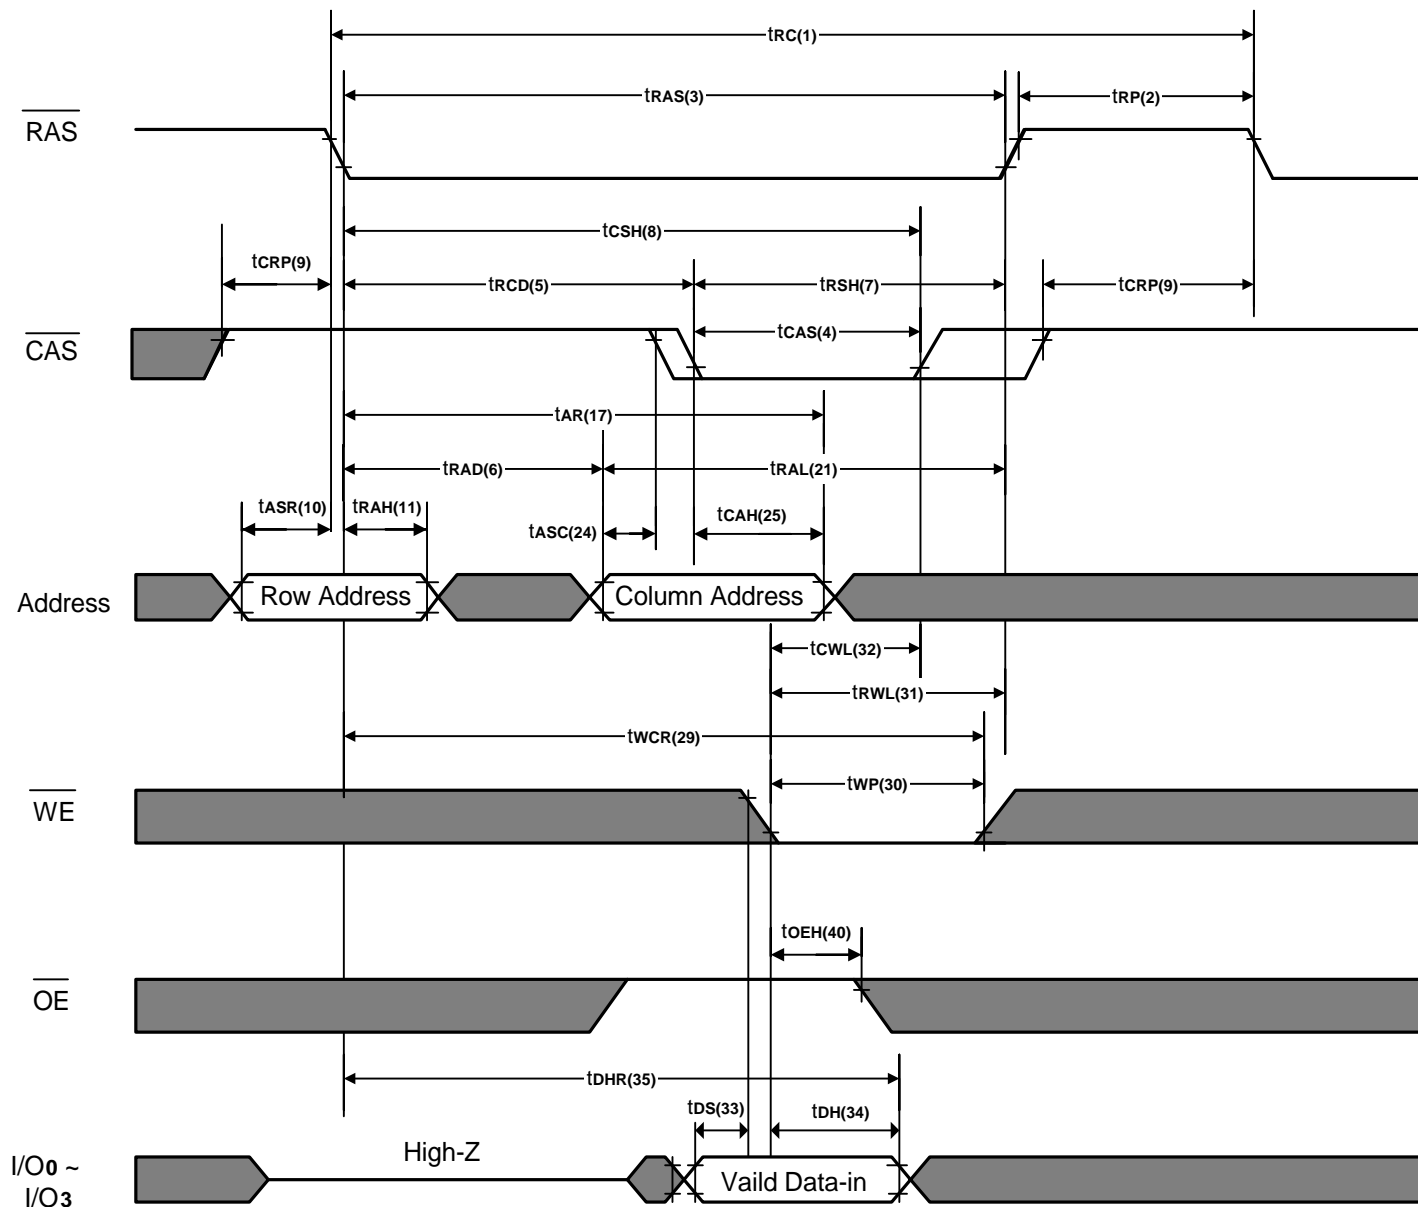 tRC(1)
tRAS(3)
tRP(2)
RAS
tCSH(8)
tCRP(9)
tRCD(5)
tRSH(7)
tCRP(9)
tCAS(4)
CAS
tAR(17)
tRAD(6)
tRAL(21)
tASR(10)
tRAH(11)
tASC(24)
tCAH(25)
Address
Row Address
Column Address
tCWL(32)
tRWL(31)
tWCR(29)
tWP(30)
WE
tOEH(40)
OE
tDHR(35)
tDS(33)
tDH(34)
High-Z
I/O0 ~
I/O3
Vaild Data-in